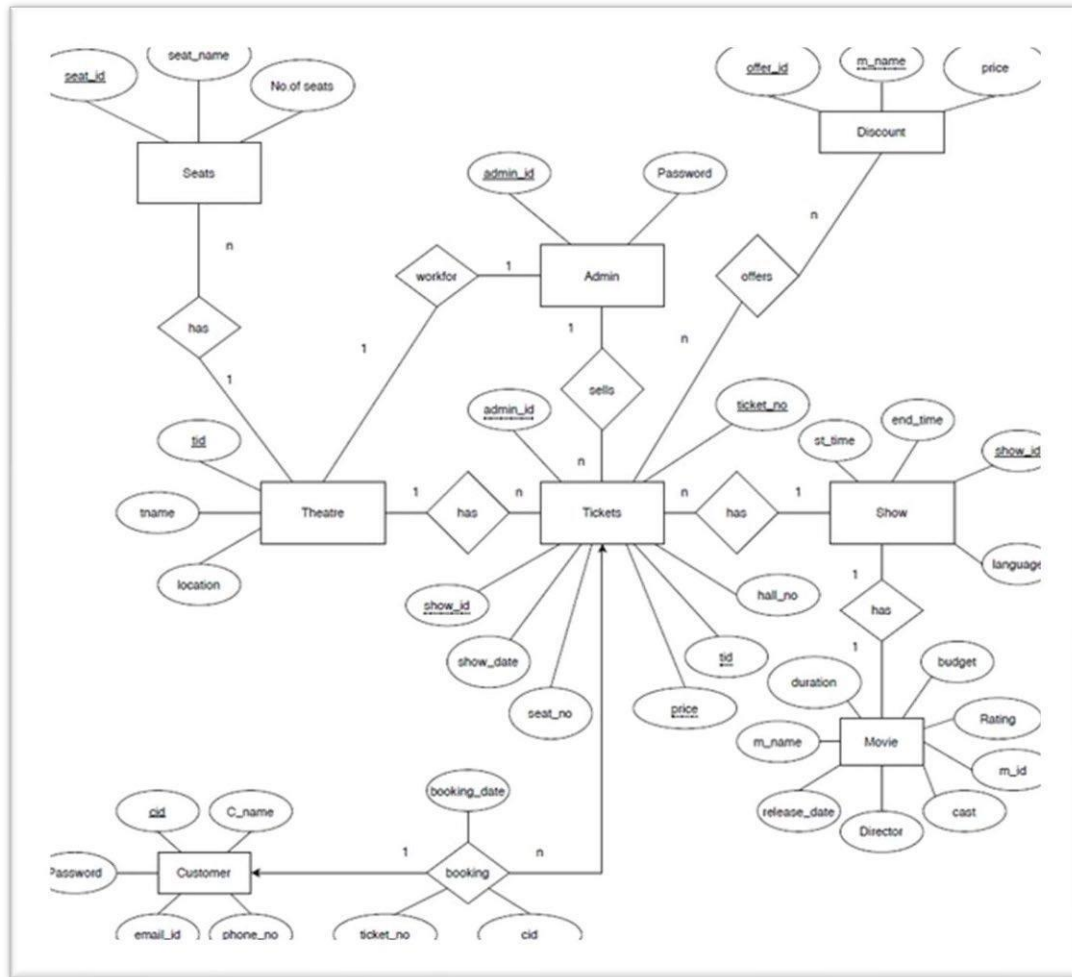 seat_name
seat_id
No.of seats
Seats
n
has
1
offer_id
m_name
price
Discount
n
offers
n
admin_id
Password
workfor
1
Admin
1
1
sells
n
admin_id
ticket_no
tid
tname
Theatre
location
1
has
n
Tickets
n
has
1
Show
st_time
end_time
show_id
language
show_id
show_date
seat_no
price
tid
hall_no
1
has
1
duration
budget
m_name
Movie
Rating
m_id
release_date
Director
cast
booking_date
cid
C_name
Password
Customer
1
booking
n
email_id
phone_no
ticket_no
cid